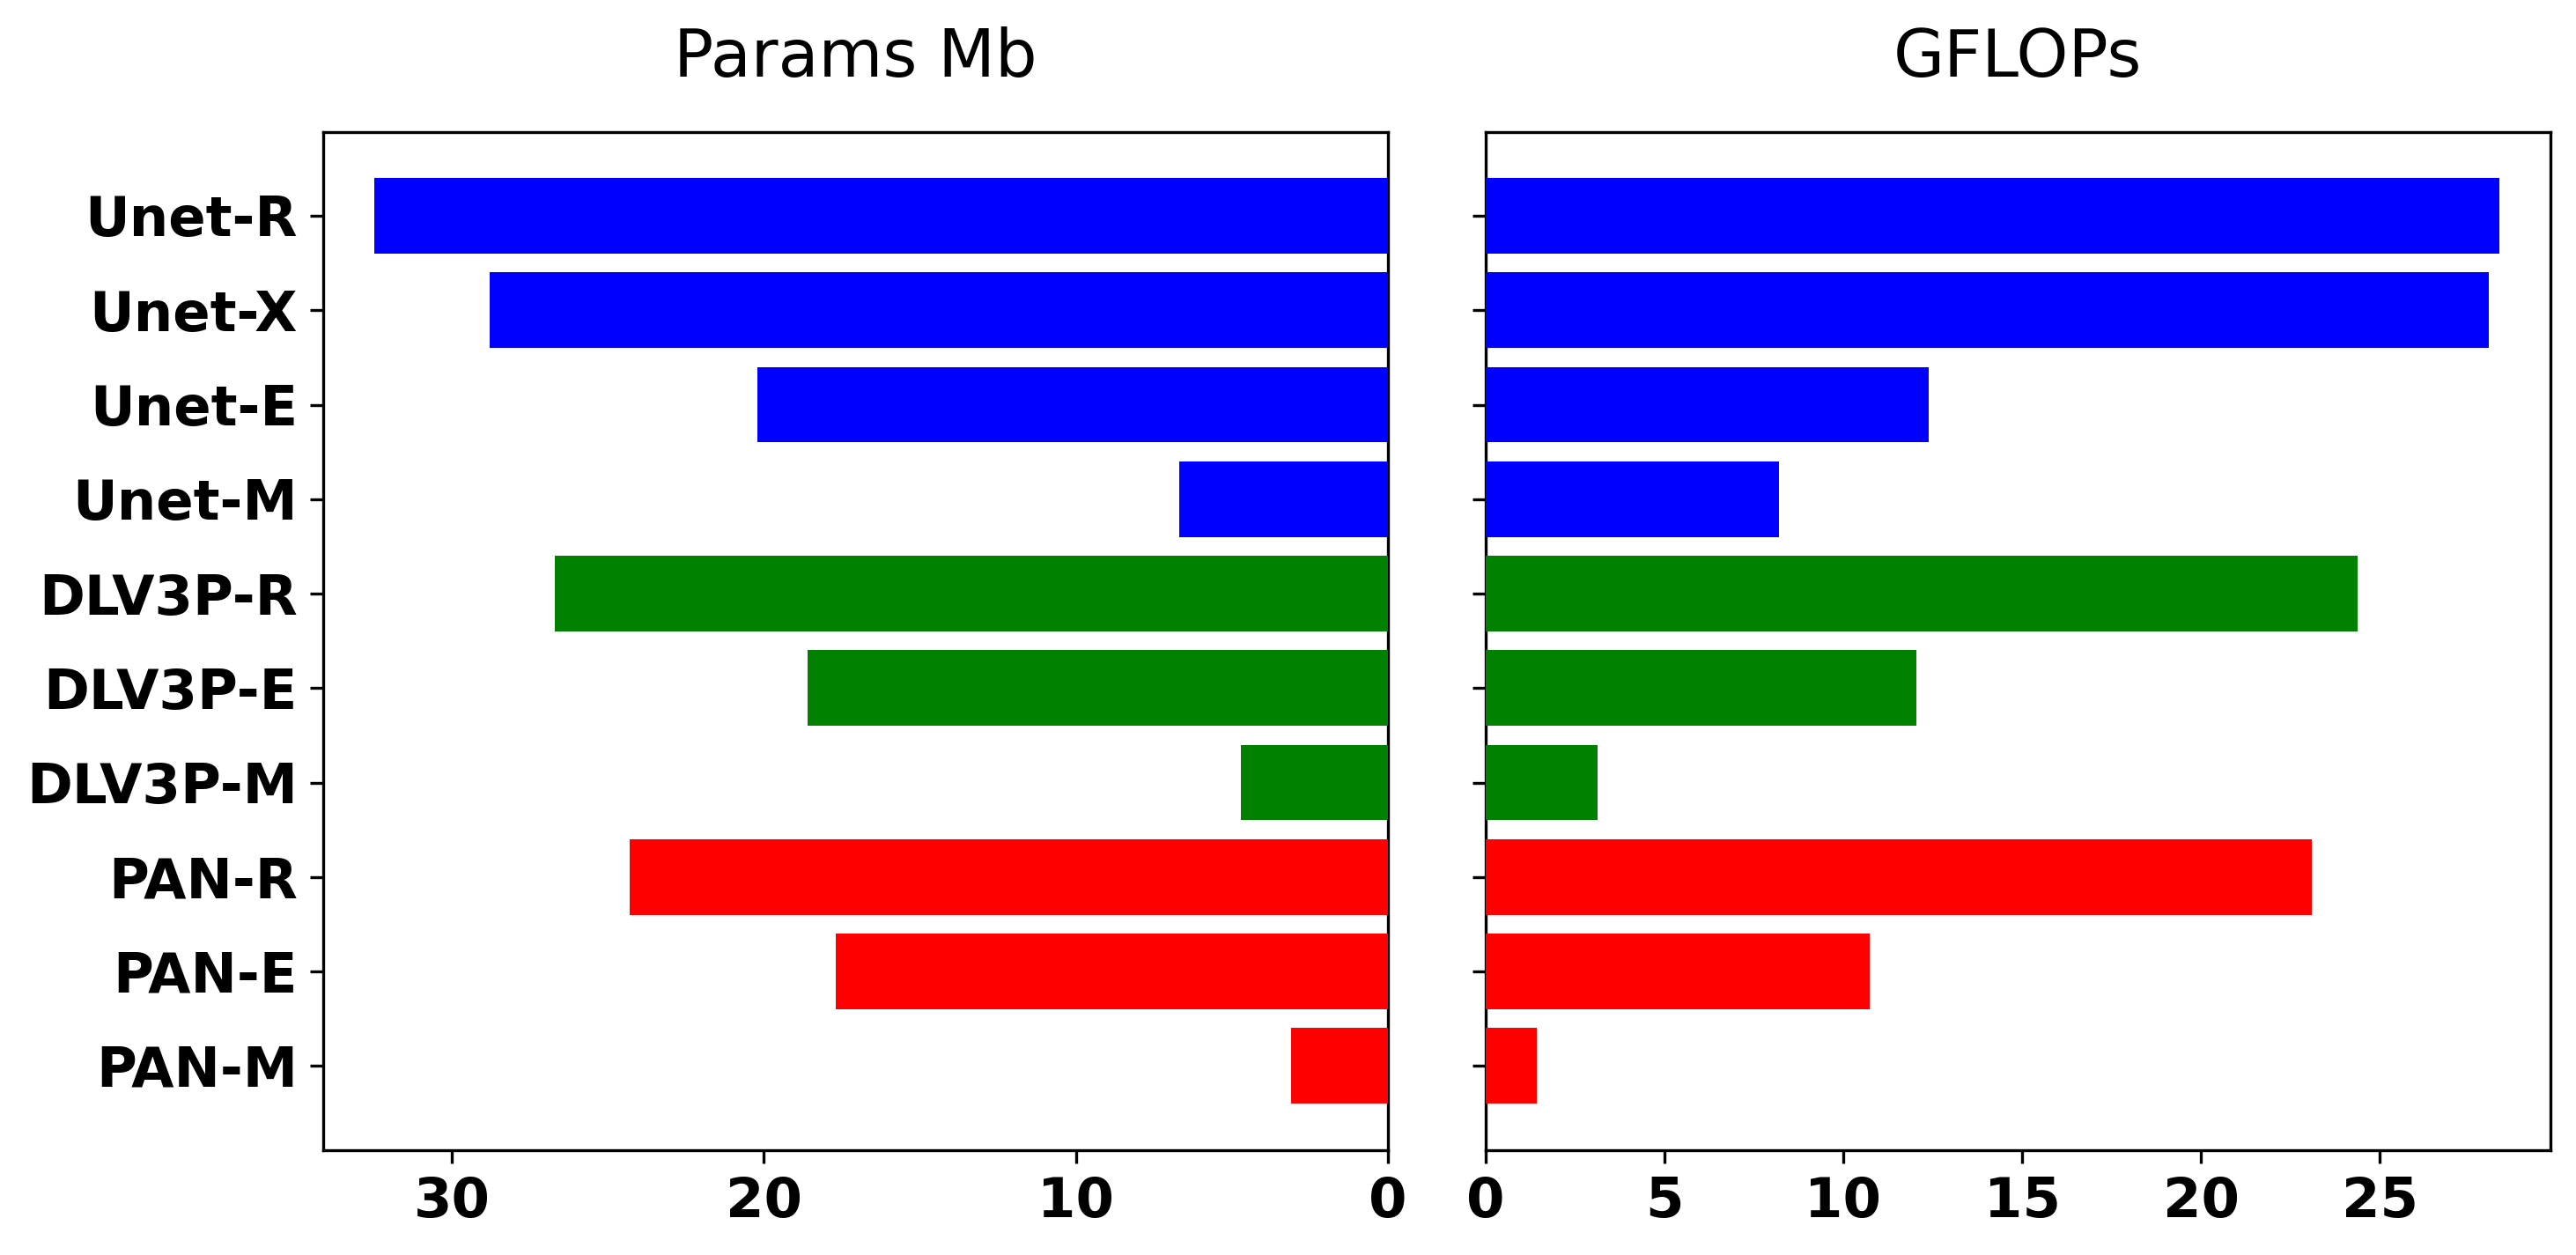 Params Mb
GFLOPs
Unet-R
Unet-X
Unet-E
Unet-M
DLV3P-R
DLV3P-E
DLV3P-M
PAN-R
PAN-E
PAN-M
30 20 10 0
0 5 10 15 20 25